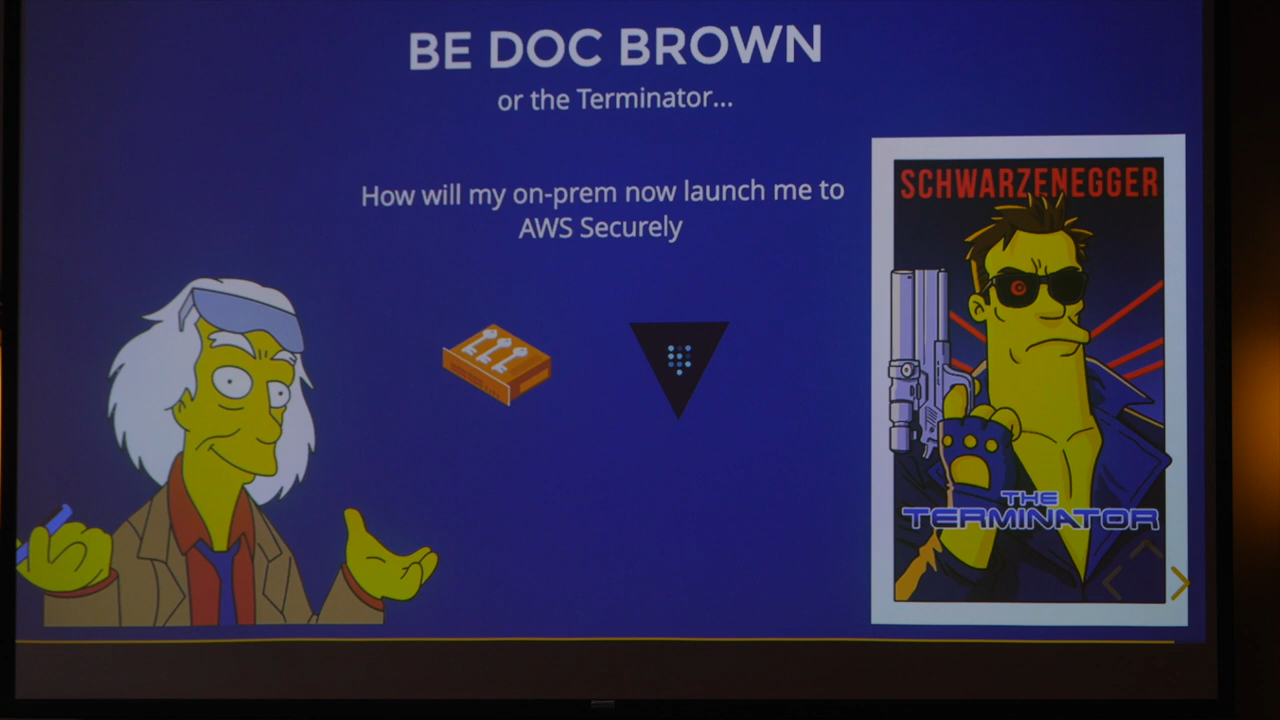 BE DOC BROWN
or the Terminator...
How will my on-prem now launch me to
AWS Securely
SCHWARZENEGGER
THE
TERMINATOR